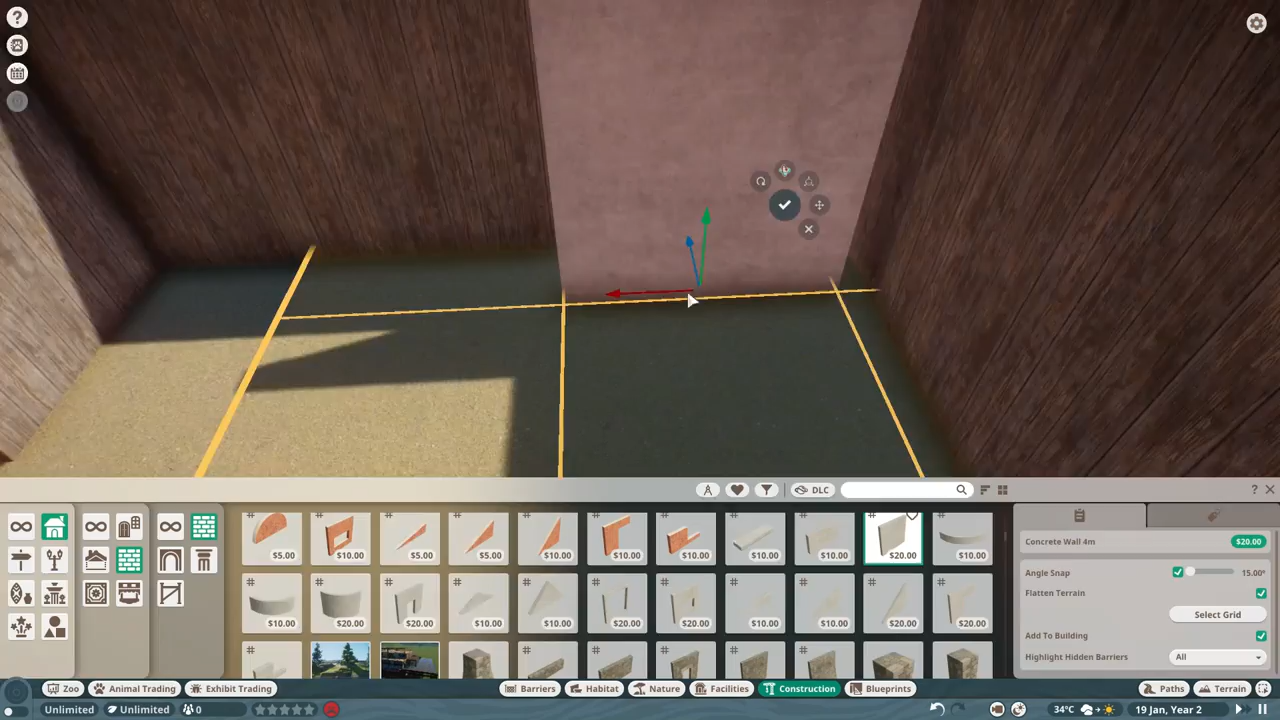 DLC
$5.00 $10.00 $5.00 $5.00 $10.00 $10.00 $10.00 $10.00 $10.00 $20.00 $10.00
$10.00 $20.00 $20.00 $10.00 $10.00 $20.00 $20.00 $10.00 $10.00 $20.00 $20.00
Concrete Wall 4m $20.00
Angle Snap 15.00°
Flatten Terrain
Select Grid
Add To Building
Highlight Hidden Barriers All
Zoo Animal Trading Exhibit Trading Barriers Habitat Nature Facilities Construction Blueprints Paths Terrain
Unlimited Unlimited 0 34°C 19 Jan, Year 2